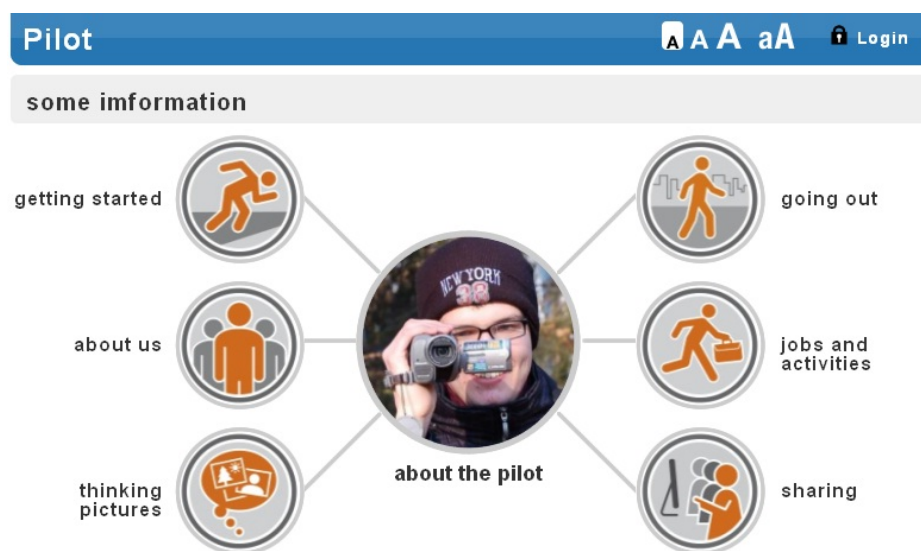 Pilot
A A A aA Login
some imformation
getting started
going out
NEW YORK
38
about us
jobs and
activities
about the pilot
thinking
pictures
sharing